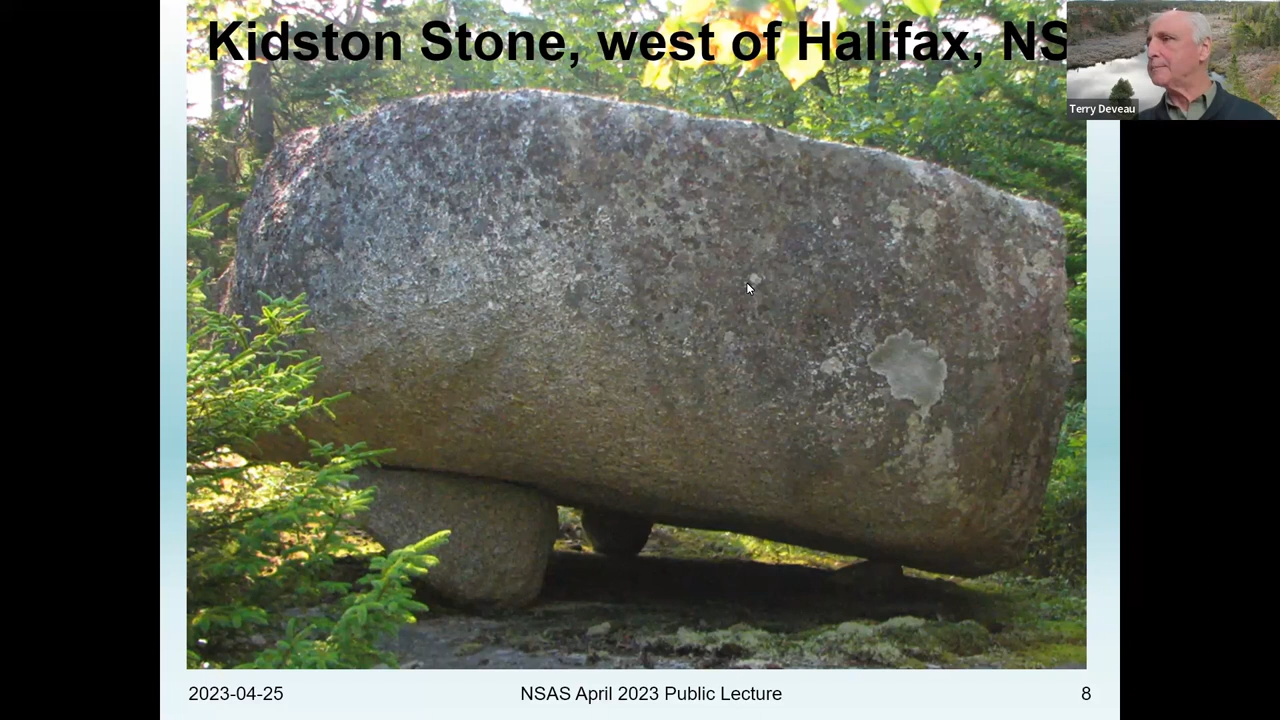 Kidston Stone, west of Halifax, NS
Terry Deveau
2023-04-25
NSAS April 2023 Public Lecture
8